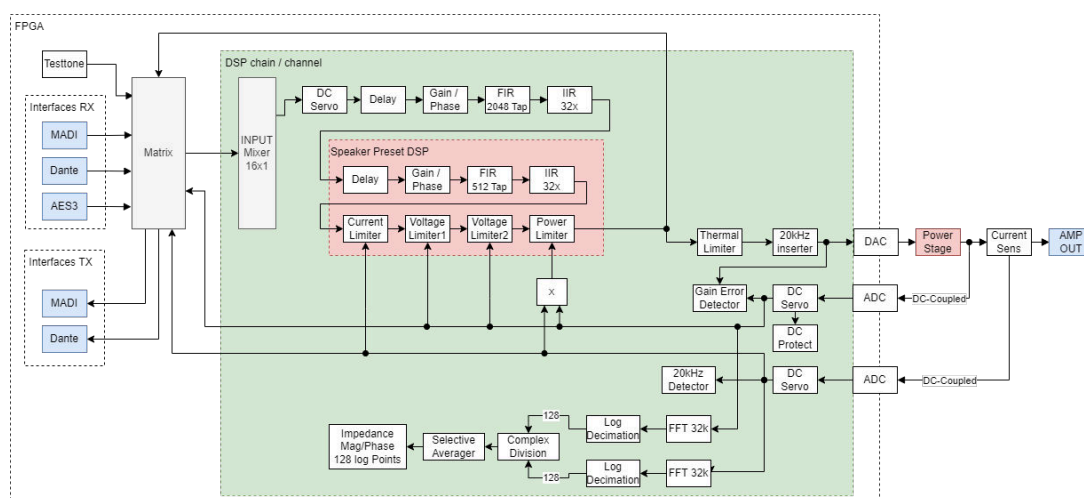 FPGA
DSP chain / channel
Testtone
Interfaces RX
MADI
Dante
AES3
Matrix
INPUT
Mixer
16x1
DC
Servo
Delay
Gain /
Phase
FIR
2048 Tap
IIR
32x
Speaker Preset DSP
Delay
Gain /
Phase
FIR
512 Tap
IIR
32x
Current
Limiter
Voltage
Limiter1
Voltage
Limiter2
Power
Limiter
Thermal
Limiter
20kHz
inserter
DAC
Power
Stage
Current
Sens
AMP
OUT
Interfaces TX
MADI
Dante
x
Gain Error
Detector
DC
Servo
ADC
DC-Coupled
DC
Protect
20kHz
Detector
DC
Servo
ADC
DC-Coupled
Impedance
Mag/Phase
128 log Points
Selective
Averager
Complex
Division
128
Log
Decimation
FFT 32k
128
Log
Decimation
FFT 32k